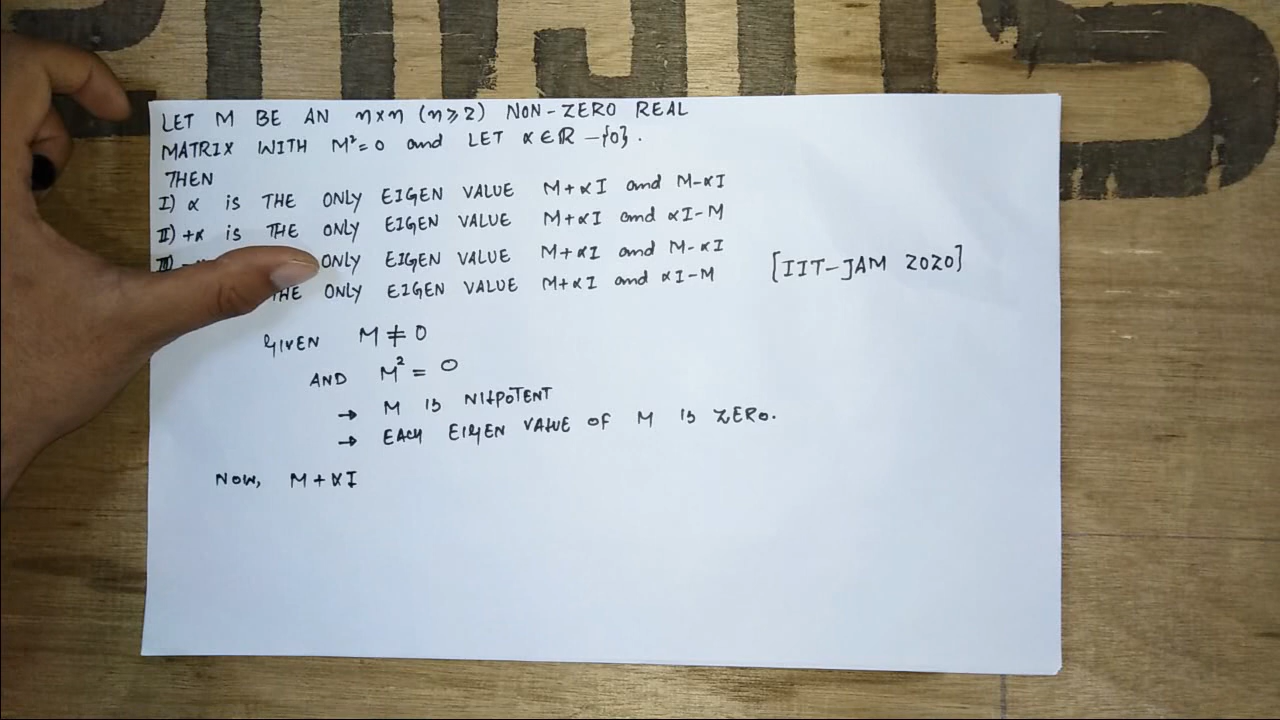 LET M BE AN n×n (n≥2) NON-ZERO REAL
MATRIX WITH M²=0 and LET α∈ℝ-{0}.
THEN
I) α is THE ONLY EIGEN VALUE M+αI and M-αI
II) +α is THE ONLY EIGEN VALUE M+αI and αI-M
III) ONLY EIGEN VALUE M+αI and M-αI
THE ONLY EIGEN VALUE M+αI and αI-M
[IIT-JAM 2020]
GIVEN M≠0
AND M²=0
→ M is NILPOTENT
→ EACH EIGEN VALUE OF M is ZERO.
NOW, M+αI